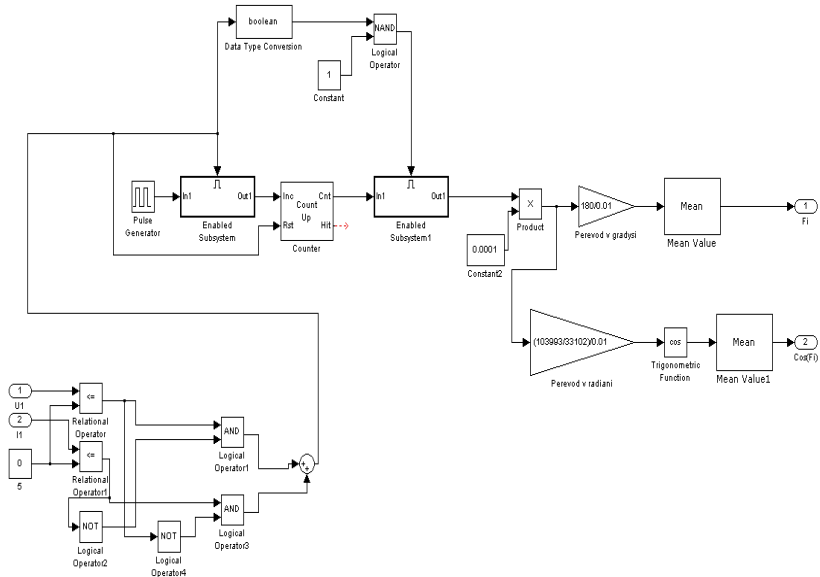 boolean
Data Type Conversion
NAND
Logical
Operator
1
Constant
Pulse
Generator
In1
Out1
Enabled
Subsystem
Inc
Cnt
Count
Up
Rst
Hit
Counter
In1
Out1
Enabled
Subsystem1
X
Product
0.0001
Constant2
180/0.01
Perevod v gradysi
Mean
Mean Value
1
Fi
(103993/33102)/0.01
Perevod v radiani
cos
Trigonometric
Function
Mean
Mean Value1
2
Cos(Fi)
1
U1
2
I1
0
5
<=
Relational
Operator
<=
Relational
Operator1
NOT
Logical
Operator2
NOT
Logical
Operator4
AND
Logical
Operator1
AND
Logical
Operator3
+
+